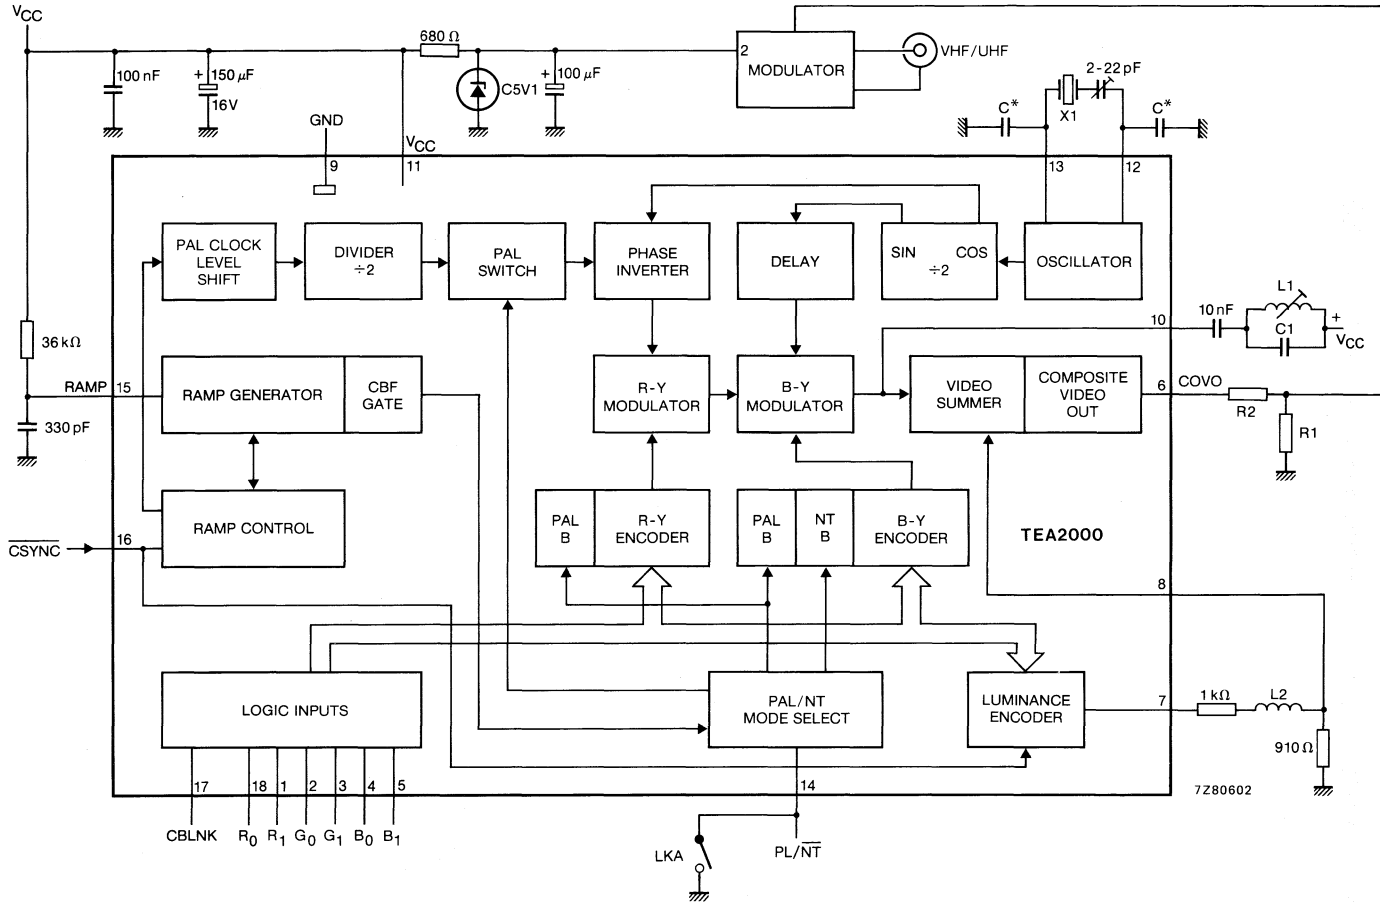 VCC
680 Ω
100 nF
+ 150 µF
16V
C5V1
+ 100 µF
2
MODULATOR
VHF/UHF
2-22 pF
C*
X1
C*
GND
9
VCC
11
13
12
PAL CLOCK
LEVEL
SHIFT
DIVIDER
÷2
PAL
SWITCH
PHASE
INVERTER
DELAY
SIN
COS
÷2
OSCILLATOR
36 kΩ
10
10 nF
L1
C1
+
VCC
RAMP
15
RAMP GENERATOR
CBF
GATE
R-Y
MODULATOR
B-Y
MODULATOR
VIDEO
SUMMER
COMPOSITE
VIDEO
OUT
6
COVO
R2
R1
330 pF
CSYNC
16
RAMP CONTROL
PAL
B
R-Y
ENCODER
PAL
B
NT
B
B-Y
ENCODER
TEA2000
8
LOGIC INPUTS
PAL/NT
MODE SELECT
LUMINANCE
ENCODER
7
1 kΩ
L2
910 Ω
17
18
1
2
3
4
5
14
7Z80602
CBLNK
R0
R1
G0
G1
B0
B1
LKA
PL/NT